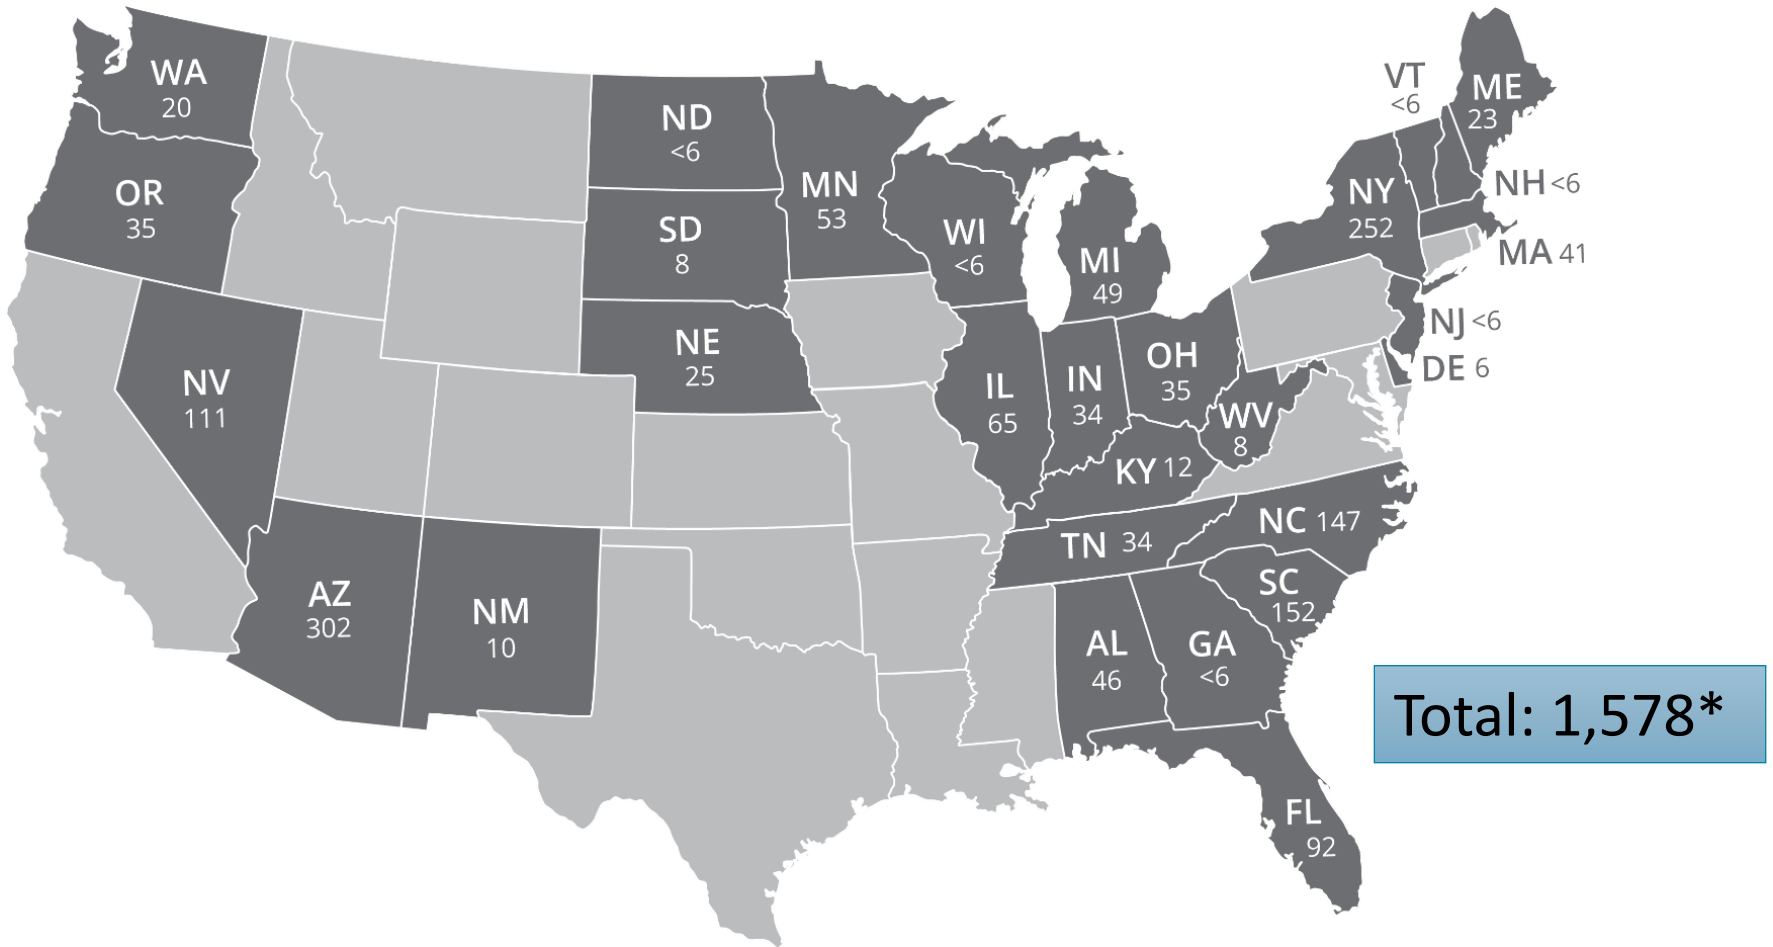 WA
20
OR
35
NV
111
AZ
302
NM
10
ND
<6
SD
8
NE
25
MN
53
WI
<6
MI
49
IL
65
IN
34
OH
35
WV
8
KY 12
TN 34
NC 147
SC
152
AL
46
GA
<6
FL
92
VT
<6
ME
23
NH <6
NY
252
MA 41
NJ <6
DE 6
Total: 1,578*